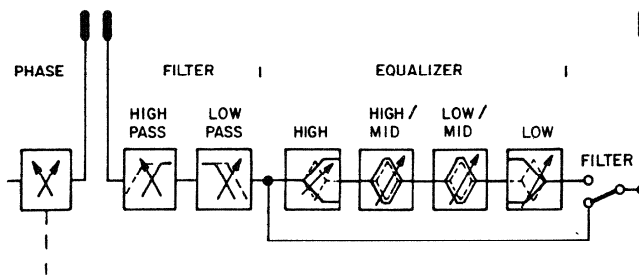 PHASE
FILTER
EQUALIZER
HIGH
PASS
LOW
PASS
HIGH
HIGH /
MID
LOW /
MID
LOW
FILTER